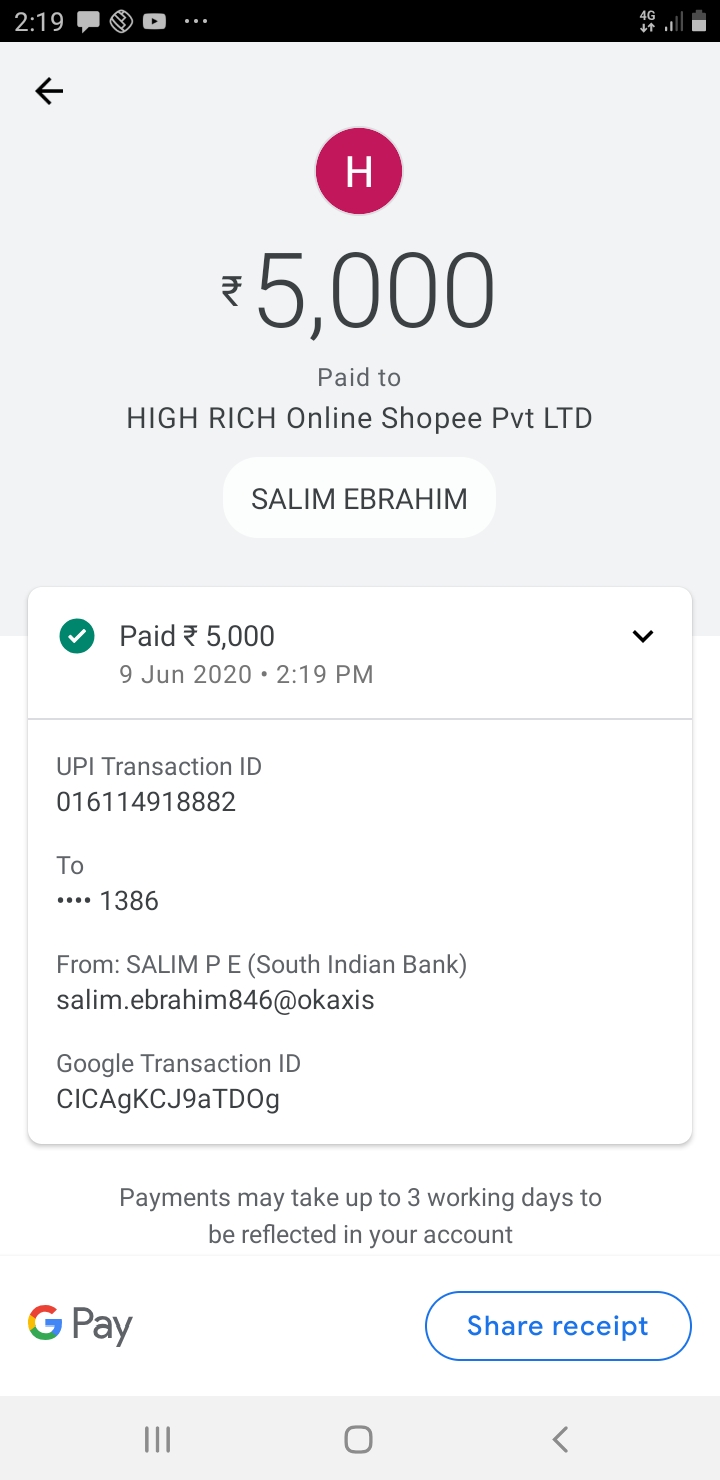 2:19
4G
H
₹5,000
Paid to
HIGH RICH Online Shopee Pvt LTD
SALIM EBRAHIM
Paid ₹ 5,000
9 Jun 2020 • 2:19 PM
UPI Transaction ID
016114918882
To
•••• 1386
From: SALIM P E (South Indian Bank)
salim.ebrahim846@okaxis
Google Transaction ID
CICAgKCJ9aTDOg
Payments may take up to 3 working days to
be reflected in your account
G Pay
Share receipt